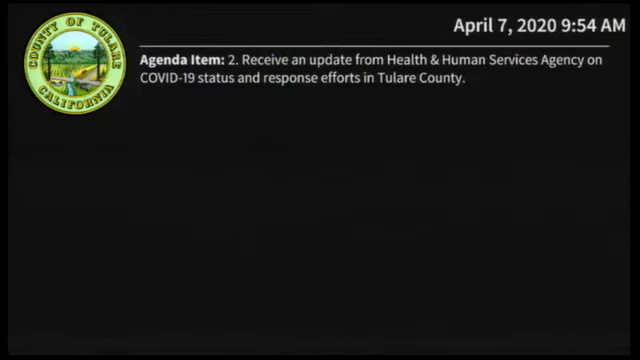 April 7, 2020 9:54 AM
COUNTY OF TULARE
CALIFORNIA
Agenda Item: 2. Receive an update from Health & Human Services Agency on
COVID-19 status and response efforts in Tulare County.